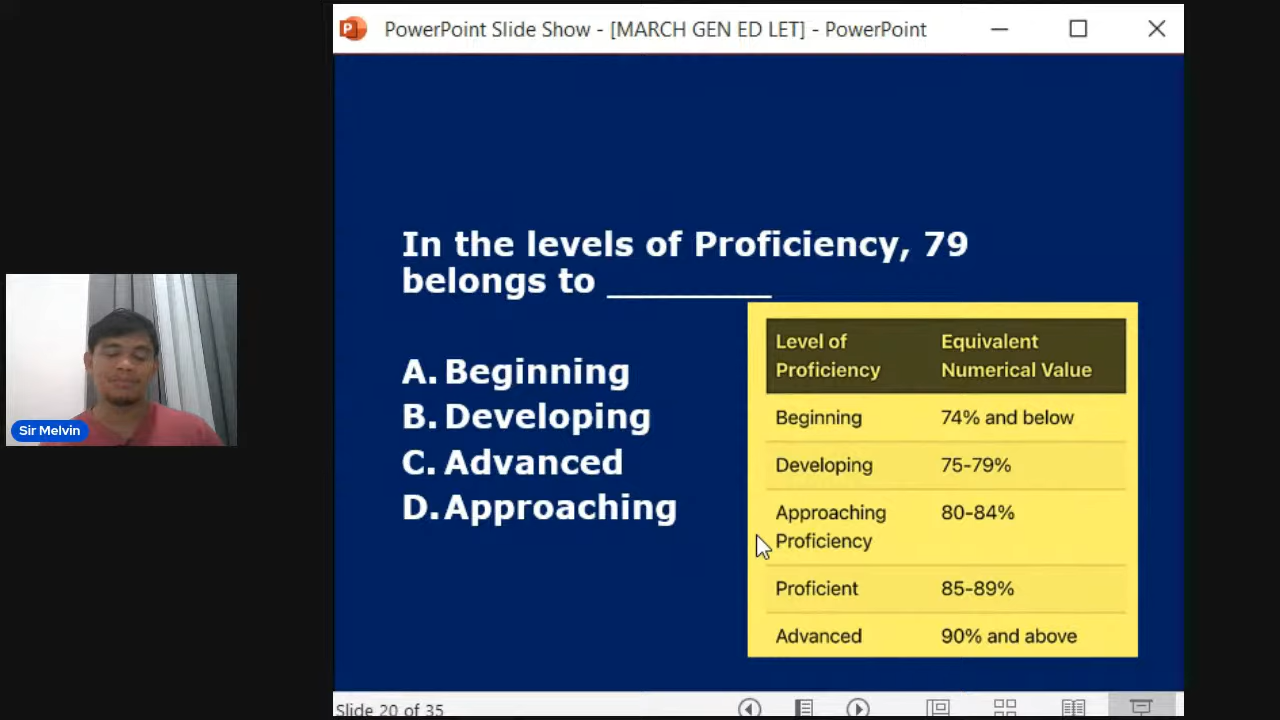 PowerPoint Slide Show - [MARCH GEN ED LET] - PowerPoint
In the levels of Proficiency, 79
belongs to _________
A. Beginning
B. Developing
C. Advanced
D. Approaching
Level of Proficiency
Equivalent Numerical Value
Beginning 74% and below
Developing 75-79%
Approaching Proficiency 80-84%
Proficient 85-89%
Advanced 90% and above
Sir Melvin
Slide 20 of 35